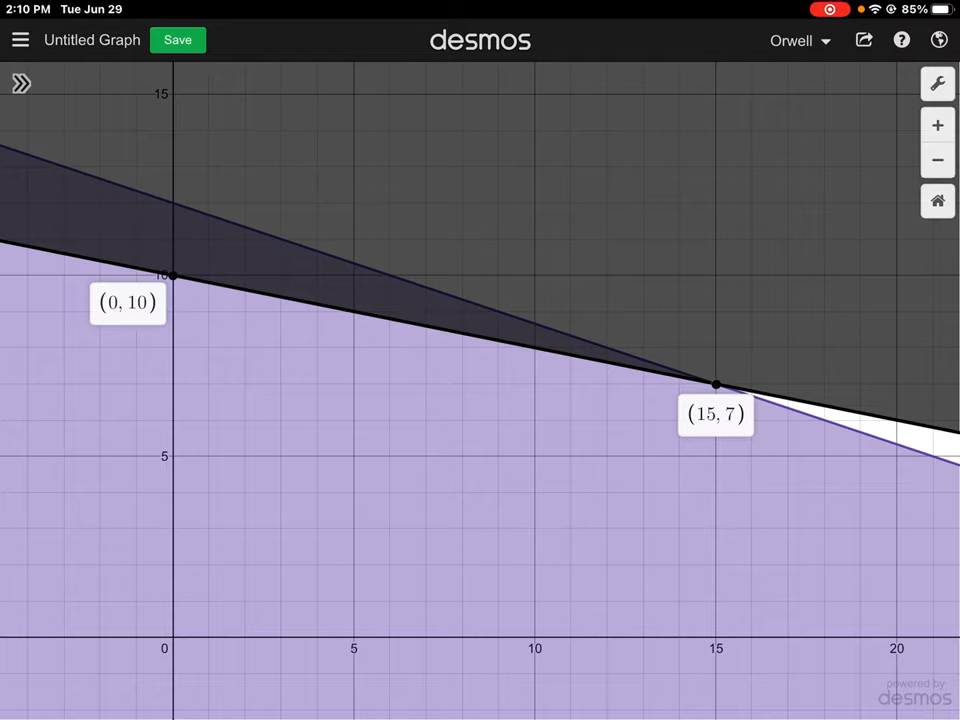 2:10 PM Tue Jun 29
85%
Untitled Graph
Save
desmos
Orwell
?
15
10
(0, 10)
(15, 7)
5
0
5
10
15
20
powered by
desmos